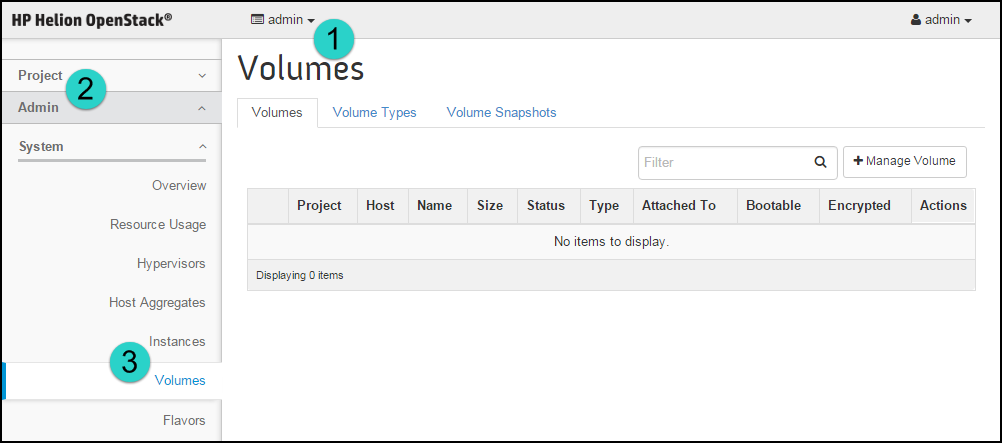 HP Helion OpenStack® admin admin
1
Volumes
Project
2
Admin
System
Overview
Resource Usage
Hypervisors
Host Aggregates
Instances
3
Volumes
Flavors
Volumes Volume Types Volume Snapshots
Filter + Manage Volume
Project Host Name Size Status Type Attached To Bootable Encrypted Actions
No items to display.
Displaying 0 items